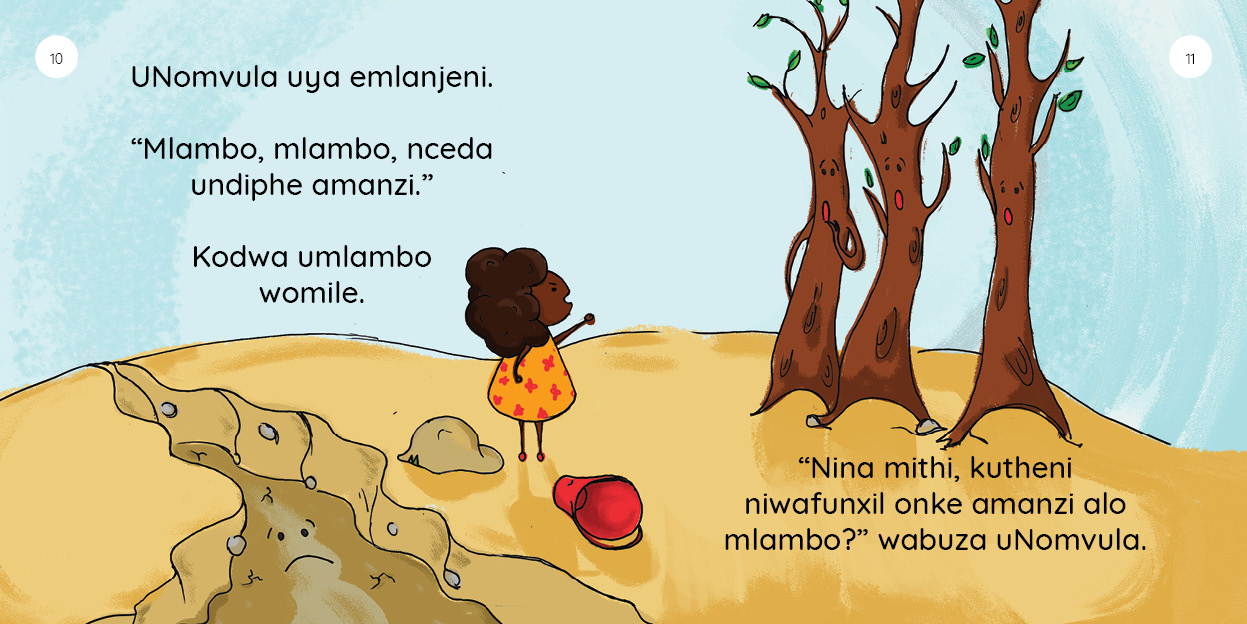 10
UNomvula uya emlanjeni.
“Mlambo, mlambo, nceda
undiphe amanzi.”
Kodwa umlambo
womile.
11
“Nina mithi, kutheni
niwafunxil onke amanzi alo
mlambo?” wabuza uNomvula.